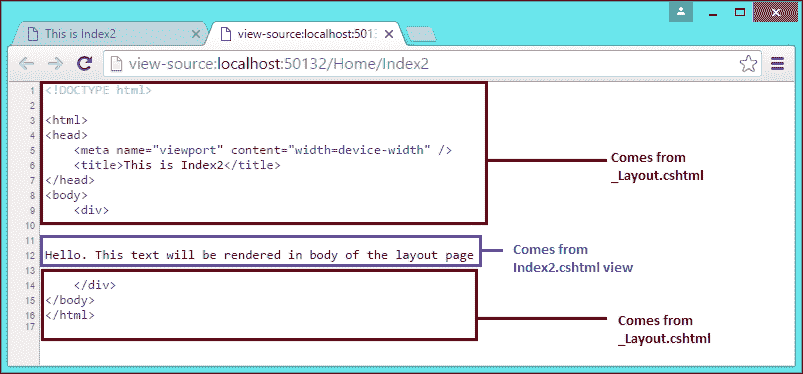 This is Index2
view-source:localhost:501
view-source:localhost:50132/Home/Index2
1 <!DOCTYPE html>
2
3 <html>
4 <head>
5 <meta name="viewport" content="width=device-width" />
6 <title>This is Index2</title>
7 </head>
8 <body>
9 <div>
10
Comes from
_Layout.cshtml
11
12 Hello. This text will be rendered in body of the layout page
Comes from
Index2.cshtml view
13
14 </div>
15 </body>
16 </html>
17
Comes from
_Layout.cshtml